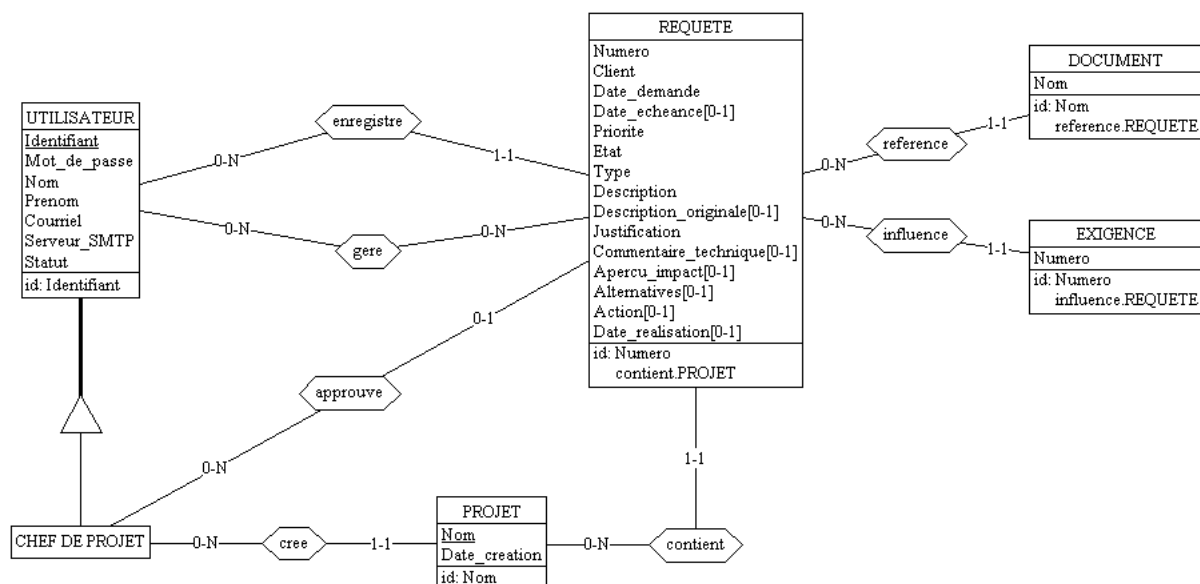 REQUETE
Numero
Client
Date_demande
Date_echeance[0-1]
Priorite
Etat
Type
Description
Description_originale[0-1]
Justification
Commentaire_technique[0-1]
Apercu_impact[0-1]
Alternatives[0-1]
Action[0-1]
Date_realisation[0-1]
id: Numero
contient.PROJET
DOCUMENT
Nom
id: Nom
reference.REQUETE
UTILISATEUR
Identifiant
Mot_de_passe
Nom
Prenom
Courriel
Serveur_SMTP
Statut
id: Identifiant
enregistre
0-N
1-1
reference
0-N
1-1
gere
0-N
0-N
influence
0-N
1-1
EXIGENCE
Numero
id: Numero
influence.REQUETE
0-1
approuve
0-N
1-1
CHEF DE PROJET
0-N
cree
1-1
PROJET
Nom
Date_creation
id: Nom
0-N
contient